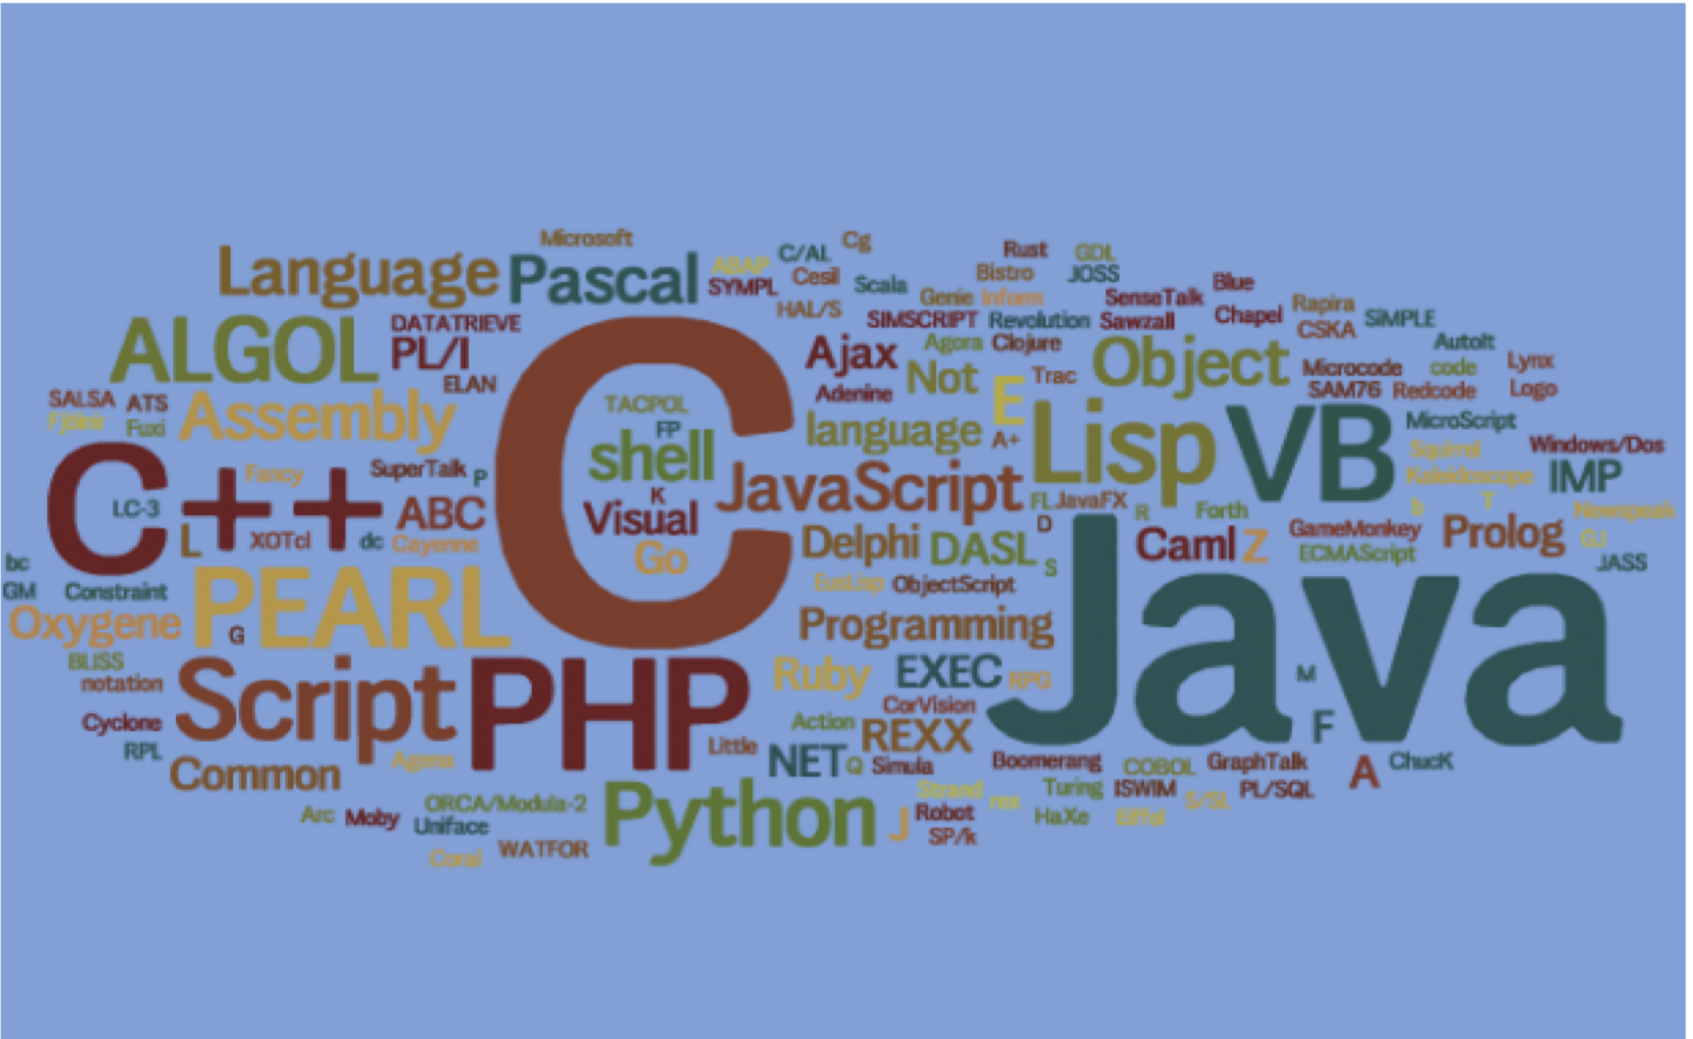 Microsoft
Language
Pascal
ABAP
C/AL
Cg
SYMPL
Cesil
Scala
HAL/S
Rust
GDL
Bistro
JOSS
Genie
Inform
SIMSCRIPT
Revolution
SenseTalk
Blue
Sawzall
Chapel
Rapira
CSKA
SiMPLE
ALGOL
DATATRIEVE
PL/I
ELAN
C
Ajax
Agora
Clojure
Adenine
Not
E
Trac
Object
Microcode
AutoIt
code
Lynx
SAM76
Redcode
Logo
SALSA
ATS
Fjölnir
Fuxi
Assembly
TACPOL
FP
shell
language
A+
Lisp
VB
MicroScript
Squirrel
Windows/Dos
Kaleidoscope
IMP
C++
Fancy
SuperTalk
P
LC-3
ABC
K
Visual
JavaScript
FL
JavaFX
R
Forth
b
T
Newspeak
L
XOTcl
dc
Cayenne
Go
Delphi
DASL
D
S
Caml
Z
GameMonkey
ECMAScript
Prolog
GJ
JASS
bc
GM
Constraint
Oxygene
PEARL
G
EusLisp
ObjectScript
Programming
Java
BLISS
notation
Script
PHP
Ruby
EXEC
RPG
M
Cyclone
RPL
CorVision
Action
REXX
F
Common
Agena
Little
NET
Q
Simula
Boomerang
COBOL
GraphTalk
A
ChucK
Arc
Moby
ORCA/Modula-2
Uniface
Python
Strand
rex
Turing
ISWIM
S/SL
PL/SQL
J
Robot
HaXe
Eiffel
SP/k
Coral
WATFOR